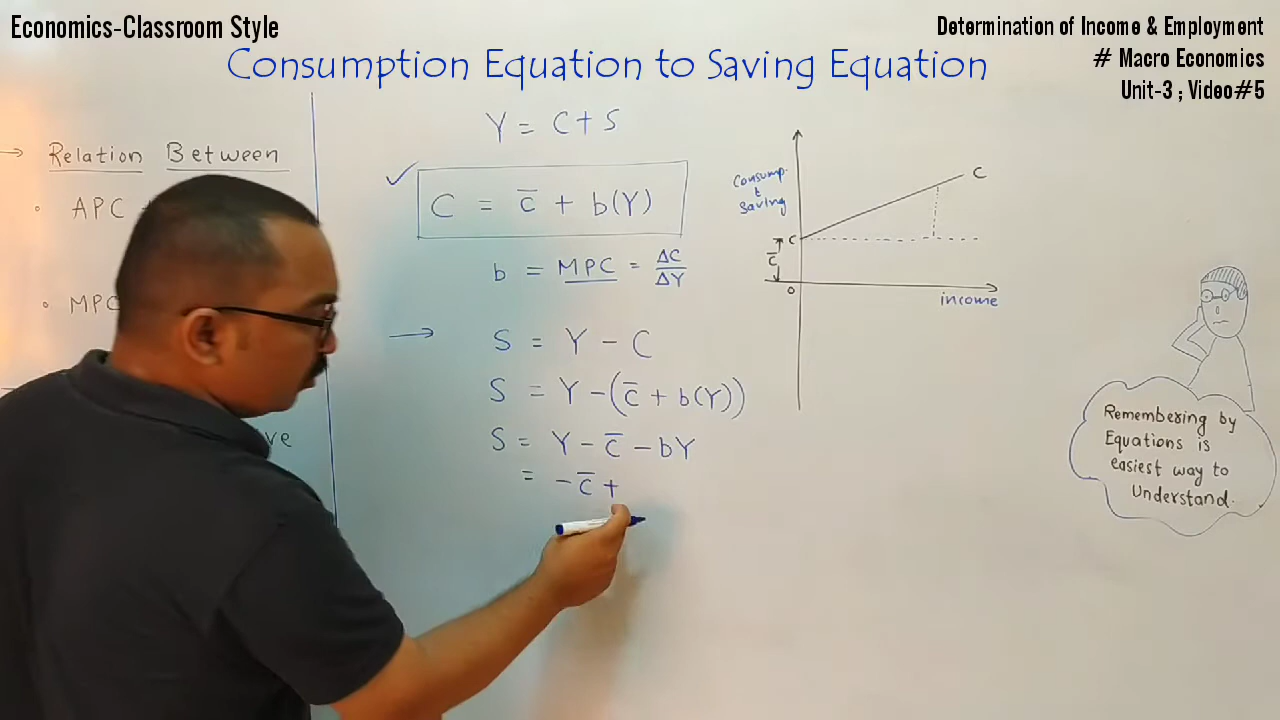 Economics-Classroom Style
Determination of Income & Employment
# Macro Economics
Unit-3 ; Video#5
Consumption Equation to Saving Equation
→ Relation Between
• APC
• MPC
ve
Y = C + S
✓ C = c̅ + b(Y)
b = MPC = ΔC/ΔY
→ S = Y - C
S = Y - (c̅ + b(Y))
S = Y - c̅ - bY
= - c̅ +
Consump-
t
Saving
C
C
c̅
O
income
Remembering by
Equations is
easiest way to
Understand.